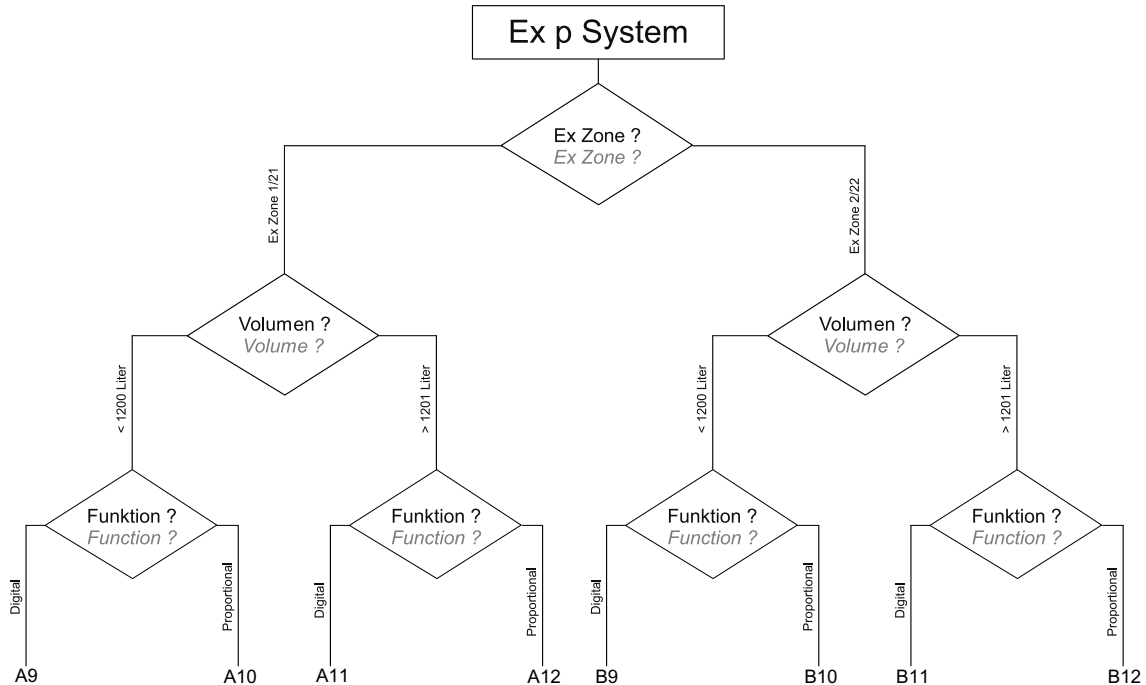 Ex p System
Ex Zone ?
Ex Zone ?
Ex Zone 1/21
Ex Zone 2/22
Volumen ?
Volume ?
Volumen ?
Volume ?
< 1200 Liter
> 1201 Liter
< 1200 Liter
> 1201 Liter
Funktion ?
Function ?
Funktion ?
Function ?
Funktion ?
Function ?
Funktion ?
Function ?
Digital
Proportional
Digital
Proportional
Digital
Proportional
Digital
Proportional
A9
A10
A11
A12
B9
B10
B11
B12